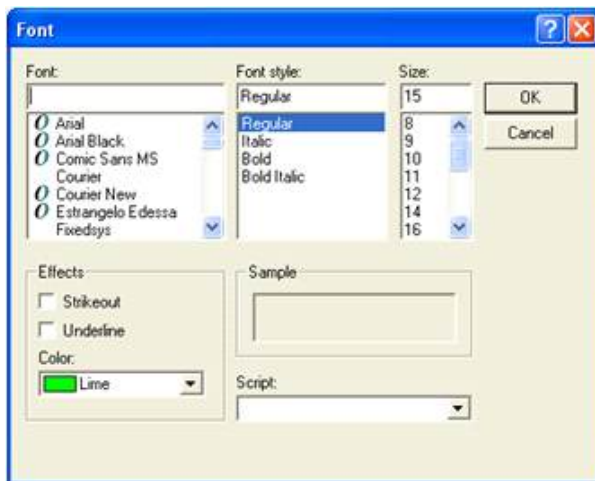 Font
Font:
Font style:
Size:
Regular
15
OK
Cancel
Arial
Arial Black
Comic Sans MS
Courier
Courier New
Estrangelo Edessa
Fixedsys
Regular
Italic
Bold
Bold Italic
8
9
10
11
12
14
16
Effects
Strikeout
Underline
Color:
Lime
Sample
Script: